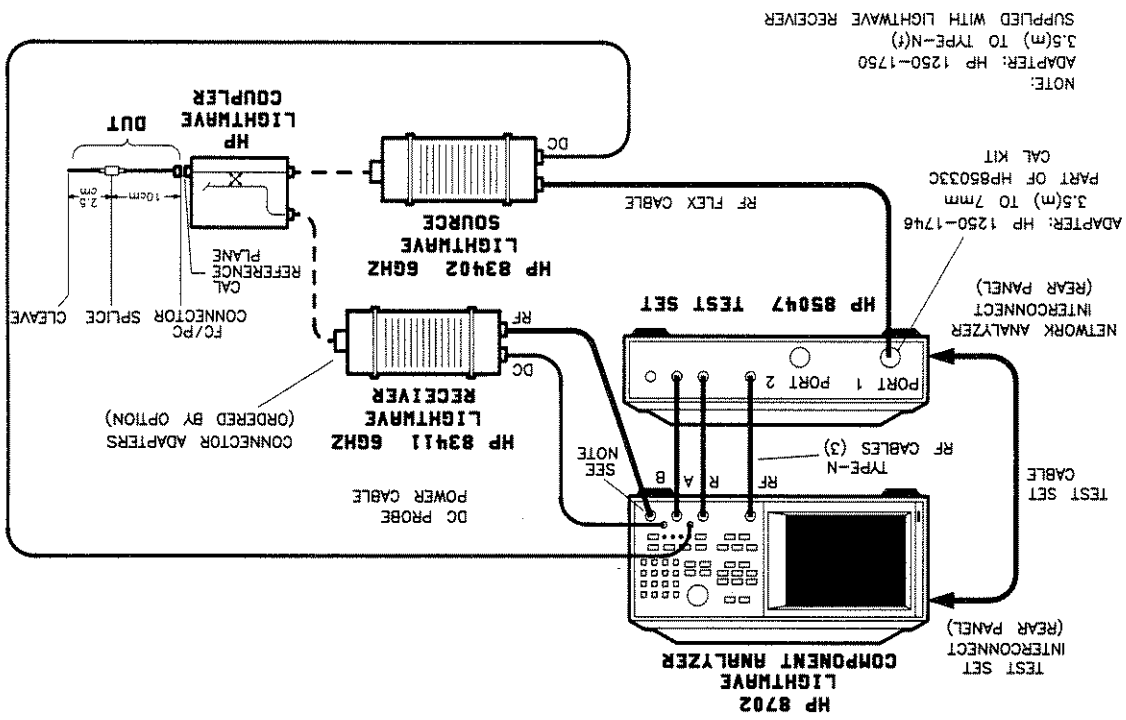 HP 8702
LIGHTWAVE
COMPONENT ANALYZER
TEST SET
INTERCONNECT
(REAR PANEL)
TEST SET
CABLE
NETWORK ANALYZER
INTERCONNECT
(REAR PANEL)
RF
R
A
B
SEE
NOTE
TYPE-N
RF CABLES (3)
DC PROBE
POWER CABLE
HP 85047 TEST SET
PORT 1
PORT 2
ADAPTER: HP 1250-1746
3.5(m) TO 7mm
PART OF HP85033C
CAL KIT
HP 83411 6GHZ
LIGHTWAVE
RECEIVER
DC
RF
CONNECTOR ADAPTERS
(ORDERED BY OPTION)
HP 83402 6GHZ
LIGHTWAVE
SOURCE
RF FLEX CABLE
DC
HP
LIGHTWAVE
COUPLER
CAL
REFERENCE
PLANE
FC/PC
CONNECTOR
SPLICE
CLEAVE
10cm
2.5
cm
DUT
NOTE:
ADAPTER: HP 1250-1750
3.5(m) TO TYPE-N(f)
SUPPLIED WITH LIGHTWAVE RECEIVER